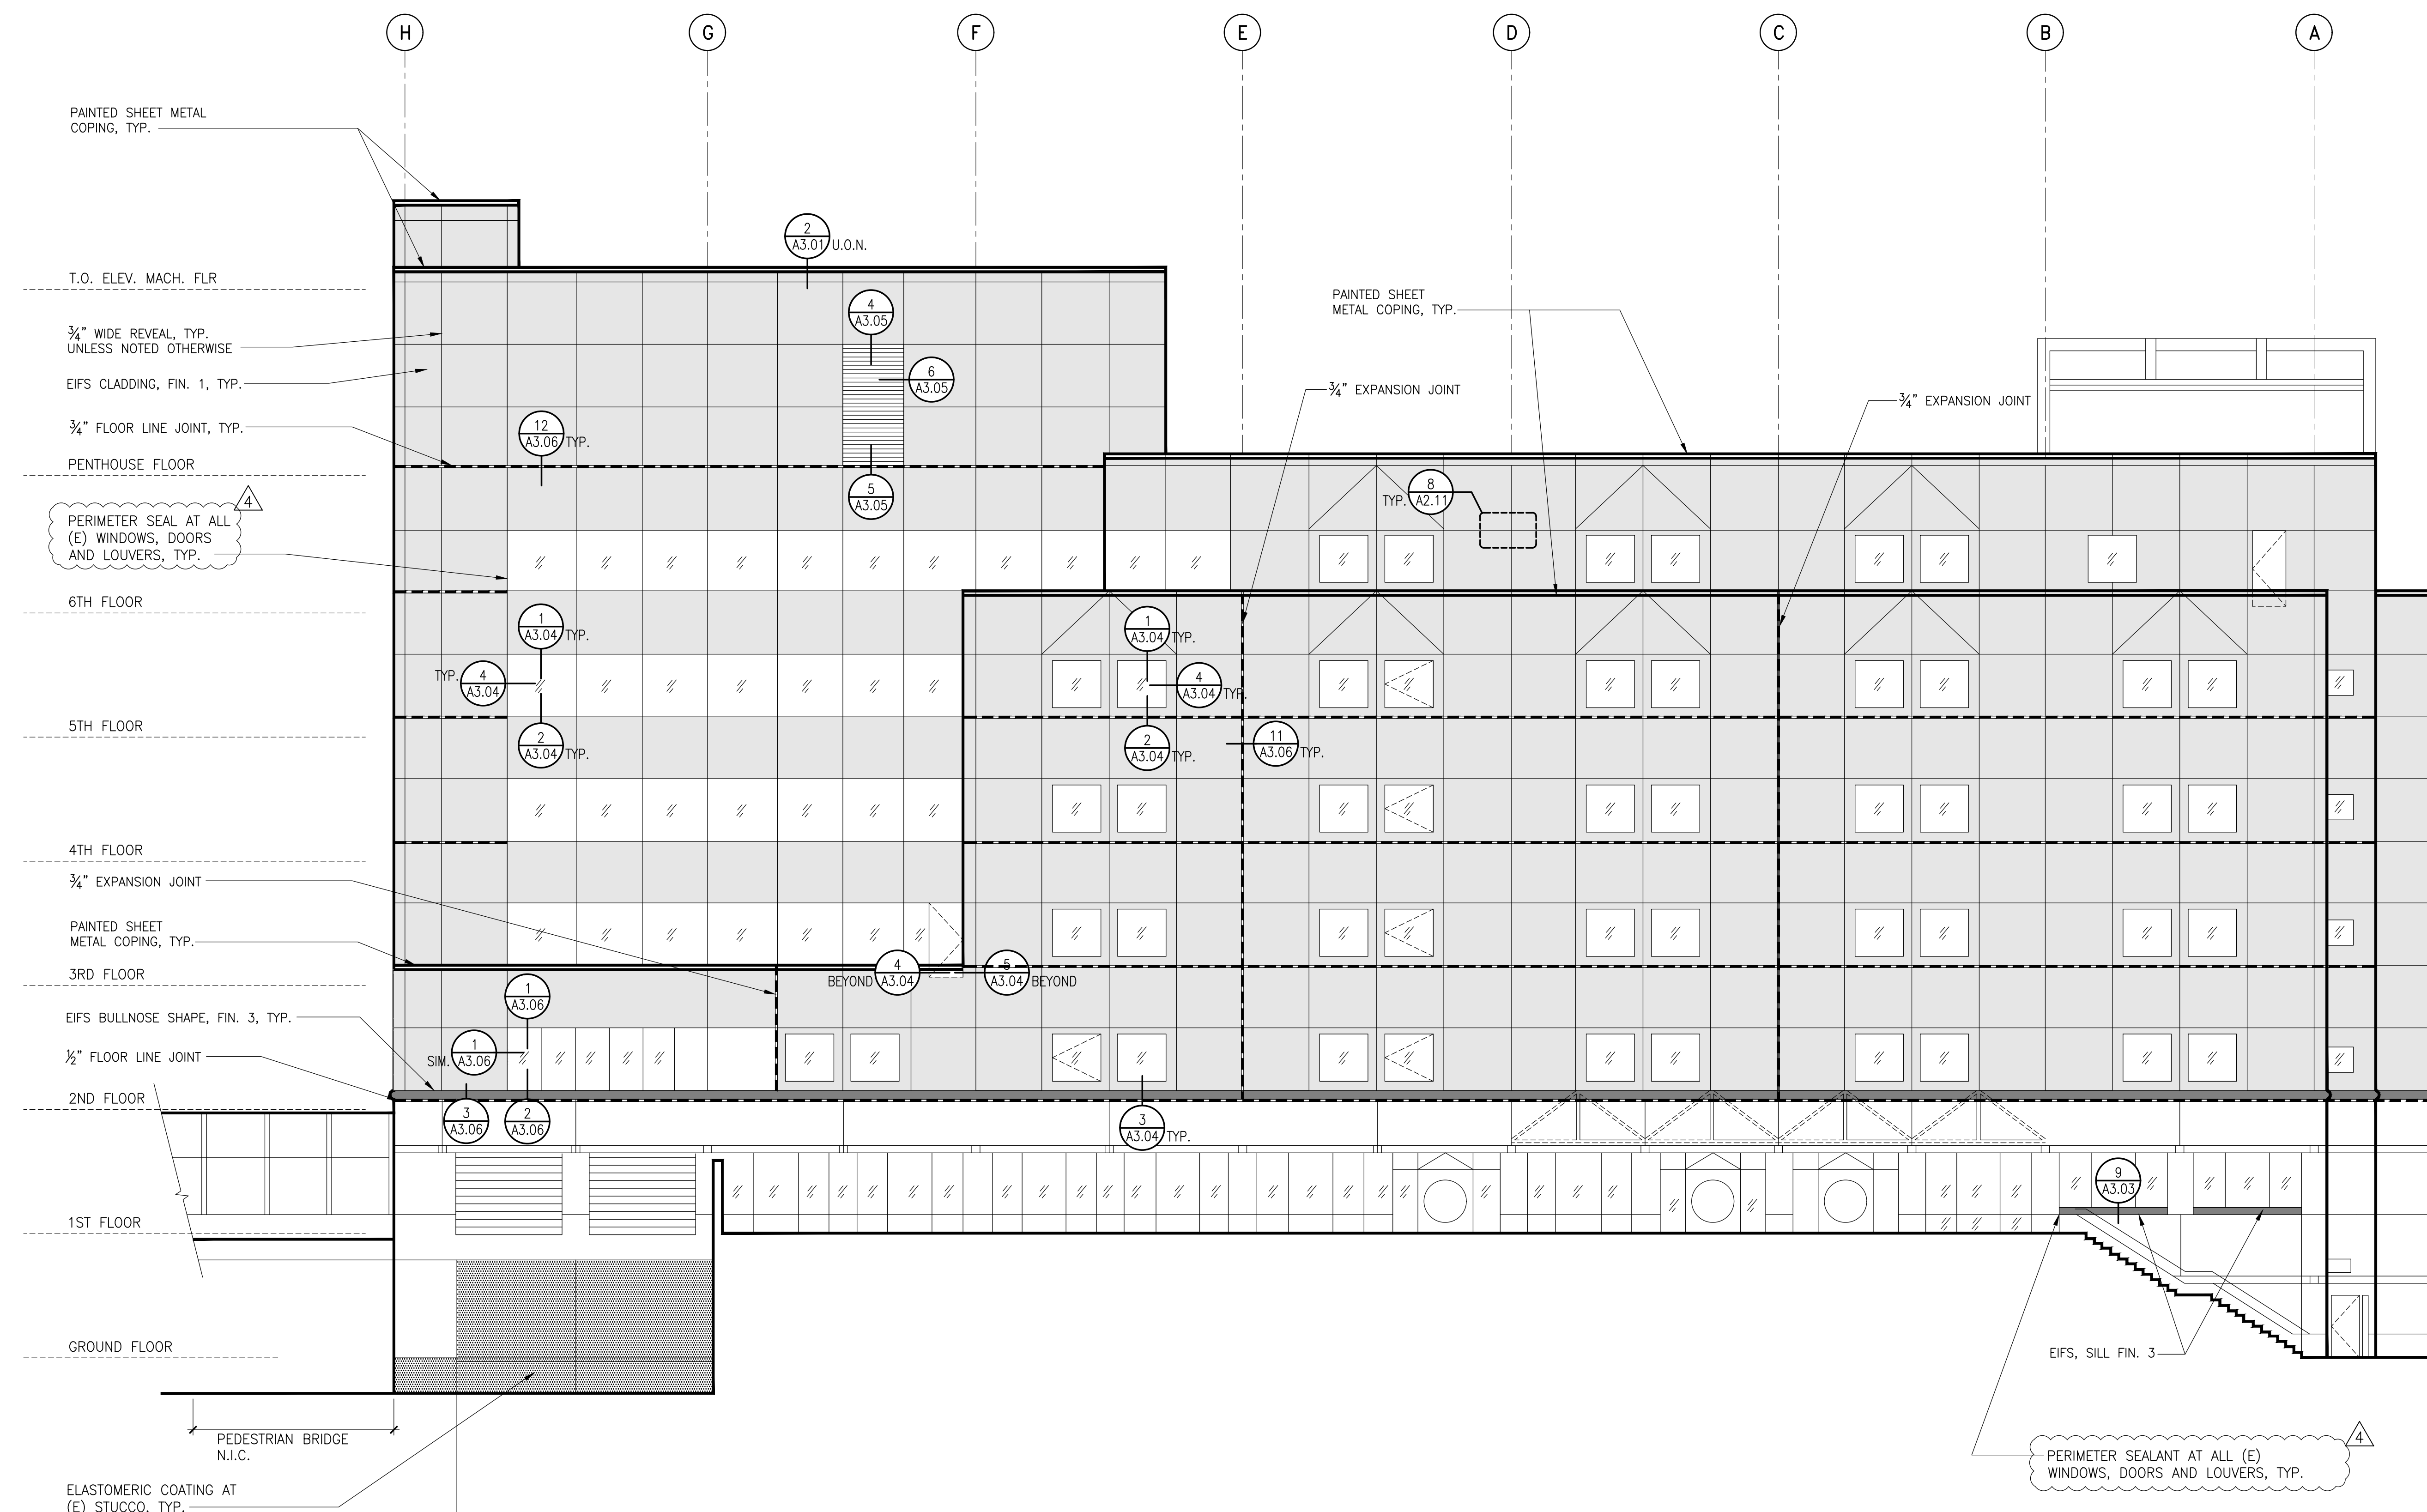 H
G
F
E
D
C
B
A
PAINTED SHEET METAL
COPING, TYP.
2
A3.01 U.O.N.
T.O. ELEV. MACH. FLR
PAINTED SHEET
METAL COPING, TYP.
4
A3.05
¾" WIDE REVEAL, TYP.
UNLESS NOTED OTHERWISE
6
A3.05
EIFS CLADDING, FIN. 1, TYP.
¾" EXPANSION JOINT
¾" EXPANSION JOINT
¾" FLOOR LINE JOINT, TYP.
12
A3.06 TYP.
PENTHOUSE FLOOR
5
A3.05
8
TYP. A2.11
4
PERIMETER SEAL AT ALL
(E) WINDOWS, DOORS
AND LOUVERS, TYP.
6TH FLOOR
1
A3.04 TYP.
1
A3.04 TYP.
TYP. 4
A3.04
4
A3.04 TYP.
5TH FLOOR
2
A3.04 TYP.
2
A3.04 TYP.
11
A3.06 TYP.
4TH FLOOR
¾" EXPANSION JOINT
PAINTED SHEET
METAL COPING, TYP.
3RD FLOOR
4
BEYOND A3.04
5
A3.04 BEYOND
1
A3.06
EIFS BULLNOSE SHAPE, FIN. 3, TYP.
½" FLOOR LINE JOINT
1
SIM. A3.06
2ND FLOOR
3
A3.06
2
A3.06
3
A3.04 TYP.
9
A3.03
1ST FLOOR
GROUND FLOOR
EIFS, SILL FIN. 3
PEDESTRIAN BRIDGE
N.I.C.
4
PERIMETER SEALANT AT ALL (E)
WINDOWS, DOORS AND LOUVERS, TYP.
ELASTOMERIC COATING AT
(E) STUCCO, TYP.